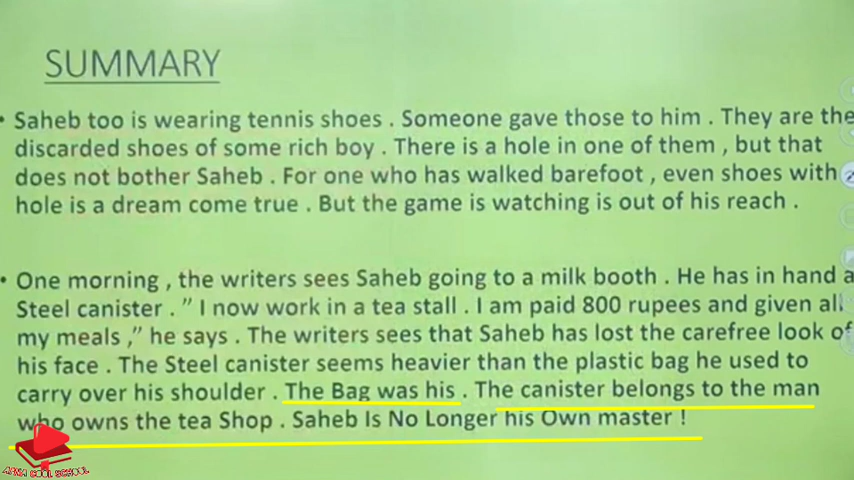 SUMMARY
• Saheb too is wearing tennis shoes . Someone gave those to him . They are the
discarded shoes of some rich boy . There is a hole in one of them , but that
does not bother Saheb . For one who has walked barefoot , even shoes with
hole is a dream come true . But the game is watching is out of his reach .
• One morning , the writers sees Saheb going to a milk booth . He has in hand a
Steel canister . ” I now work in a tea stall . I am paid 800 rupees and given all
my meals ,” he says . The writers sees that Saheb has lost the carefree look of
his face . The Steel canister seems heavier than the plastic bag he used to
carry over his shoulder . The Bag was his . The canister belongs to the man
who owns the tea Shop . Saheb Is No Longer his Own master !
COOL SCHOOL